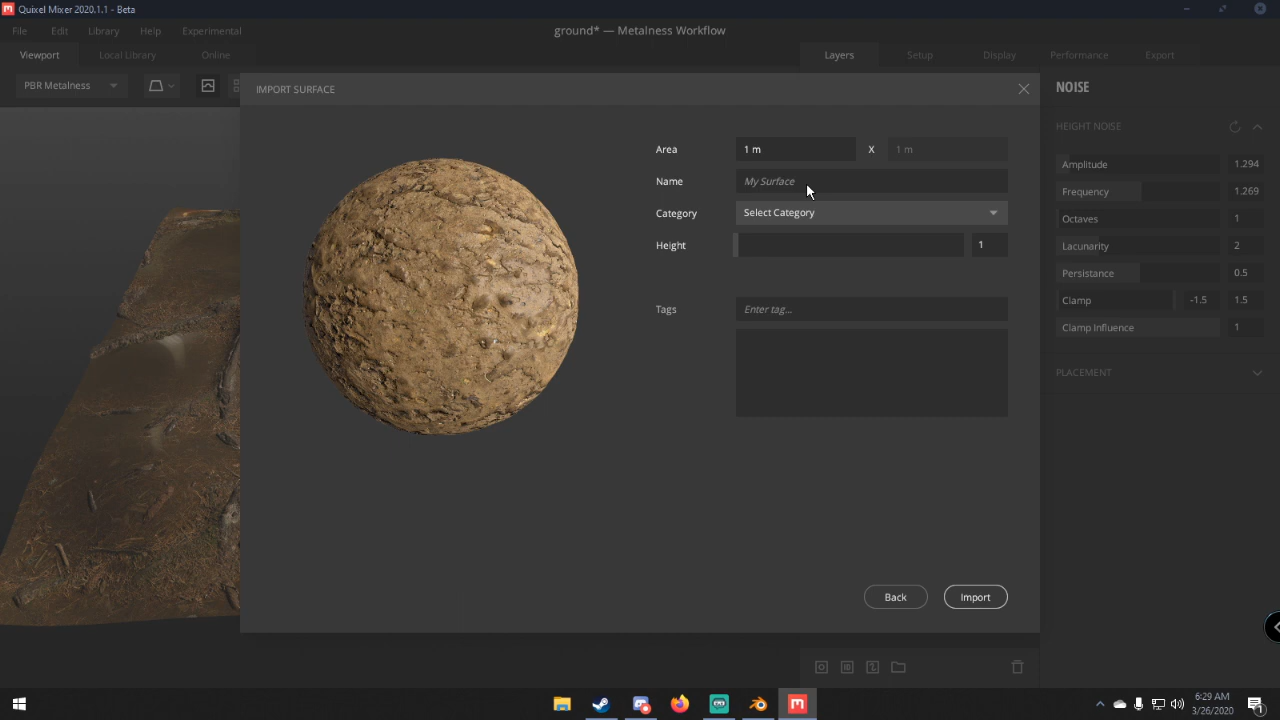 Quixel Mixer 2020.1.1 - Beta
File Edit Library Help Experimental
ground* — Metalness Workflow
Viewport Local Library Online
Layers Setup Display Performance Export
PBR Metalness
IMPORT SURFACE
NOISE
HEIGHT NOISE
Area 1 m X 1 m
Name My Surface
Category Select Category
Height 1
Tags Enter tag...
Amplitude 1.294
Frequency 1.269
Octaves 1
Lacunarity 2
Persistance 0.5
Clamp -1.5 1.5
Clamp Influence 1
PLACEMENT
Back Import
6:29 AM
3/26/2020
1